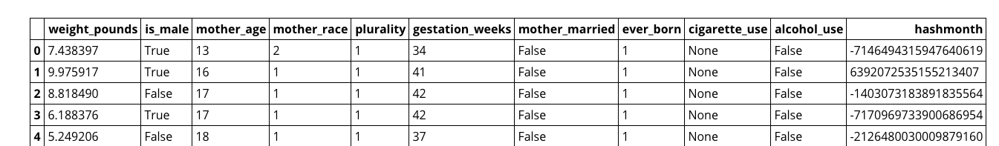 weight_pounds is_male mother_age mother_race plurality gestation_weeks mother_married ever_born cigarette_use alcohol_use hashmonth
0 7.438397 True 13 2 1 34 False 1 None False -7146494315947640619
1 9.975917 True 16 1 1 41 False 1 None False 6392072535155213407
2 8.818490 False 17 1 1 42 False 1 None False -1403073183891835564
3 6.188376 True 17 1 1 42 False 1 None False -7170969733900686954
4 5.249206 False 18 1 1 37 False 1 None False -2126480030009879160